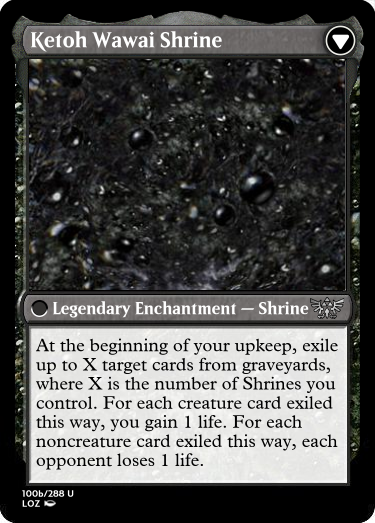 Ketoh Wawai Shrine
Legendary Enchantment — Shrine
At the beginning of your upkeep, exile
up to X target cards from graveyards,
where X is the number of Shrines you
control. For each creature card exiled
this way, you gain 1 life. For each
noncreature card exiled this way, each
opponent loses 1 life.
100b/288 U
LOZ